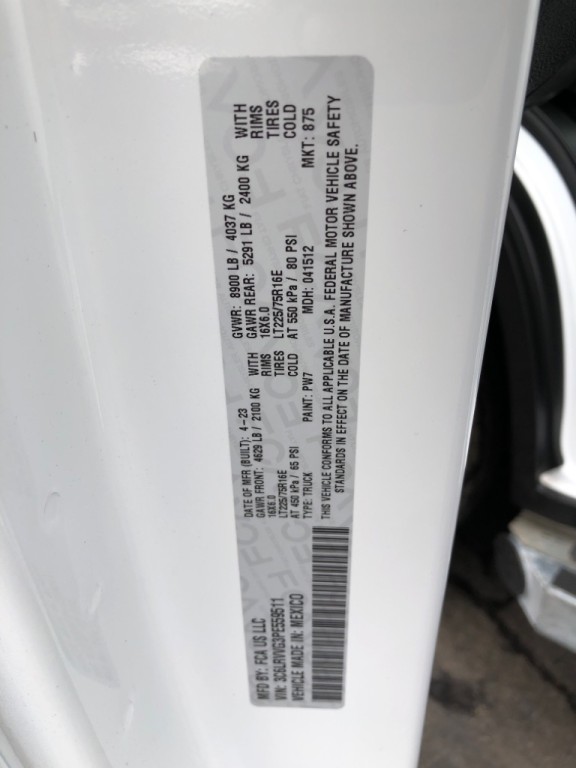 MFD BY: FCA US LLC
DATE OF MFR (BUILT): 4-23
GVWR: 8900 LB / 4037 KG
GAWR FRONT: 4629 LB / 2100 KG WITH
GAWR REAR: 5291 LB / 2400 KG WITH
16X6.0 RIMS
16X6.0 RIMS
LT225/75R16E TIRES
LT225/75R16E TIRES
AT 450 kPa / 65 PSI COLD
AT 550 kPa / 80 PSI COLD
VIN: 3C6LRVVG3PE559511
TYPE: TRUCK PAINT: PW7 MDH: 041512 MKT: 875
VEHICLE MADE IN: MEXICO
THIS VEHICLE CONFORMS TO ALL APPLICABLE U.S.A. FEDERAL MOTOR VEHICLE SAFETY
STANDARDS IN EFFECT ON THE DATE OF MANUFACTURE SHOWN ABOVE.